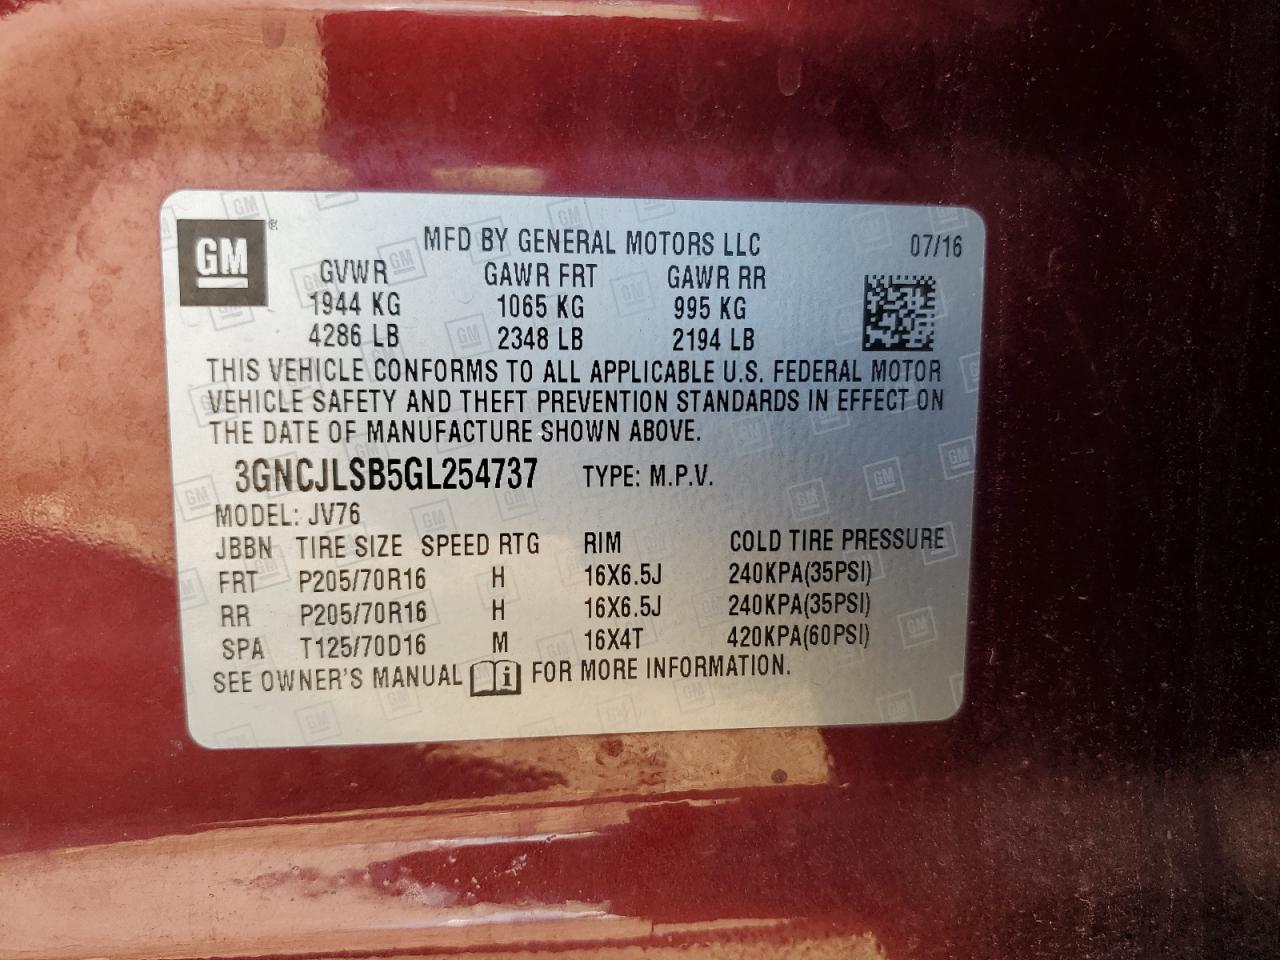 GM ®
MFD BY GENERAL MOTORS LLC 07/16
GVWR GAWR FRT GAWR RR
1944 KG 1065 KG 995 KG
4286 LB 2348 LB 2194 LB
THIS VEHICLE CONFORMS TO ALL APPLICABLE U.S. FEDERAL MOTOR
VEHICLE SAFETY AND THEFT PREVENTION STANDARDS IN EFFECT ON
THE DATE OF MANUFACTURE SHOWN ABOVE.
3GNCJLSB5GL254737 TYPE: M.P.V.
MODEL: JV76
JBBN TIRE SIZE SPEED RTG RIM COLD TIRE PRESSURE
FRT P205/70R16 H 16X6.5J 240KPA(35PSI)
RR P205/70R16 H 16X6.5J 240KPA(35PSI)
SPA T125/70D16 M 16X4T 420KPA(60PSI)
SEE OWNER'S MANUAL i FOR MORE INFORMATION.